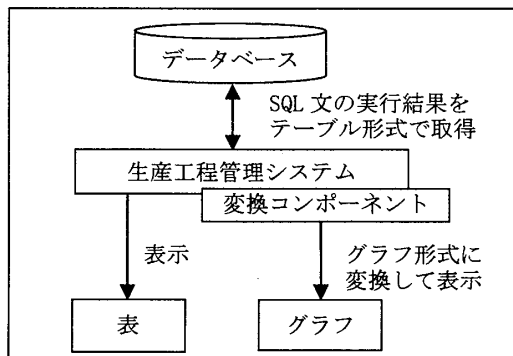 データベース
SQL 文の実行結果を
テーブル形式で取得
生産工程管理システム
変換コンポーネント
表示
グラフ形式に
変換して表示
表
グラフ